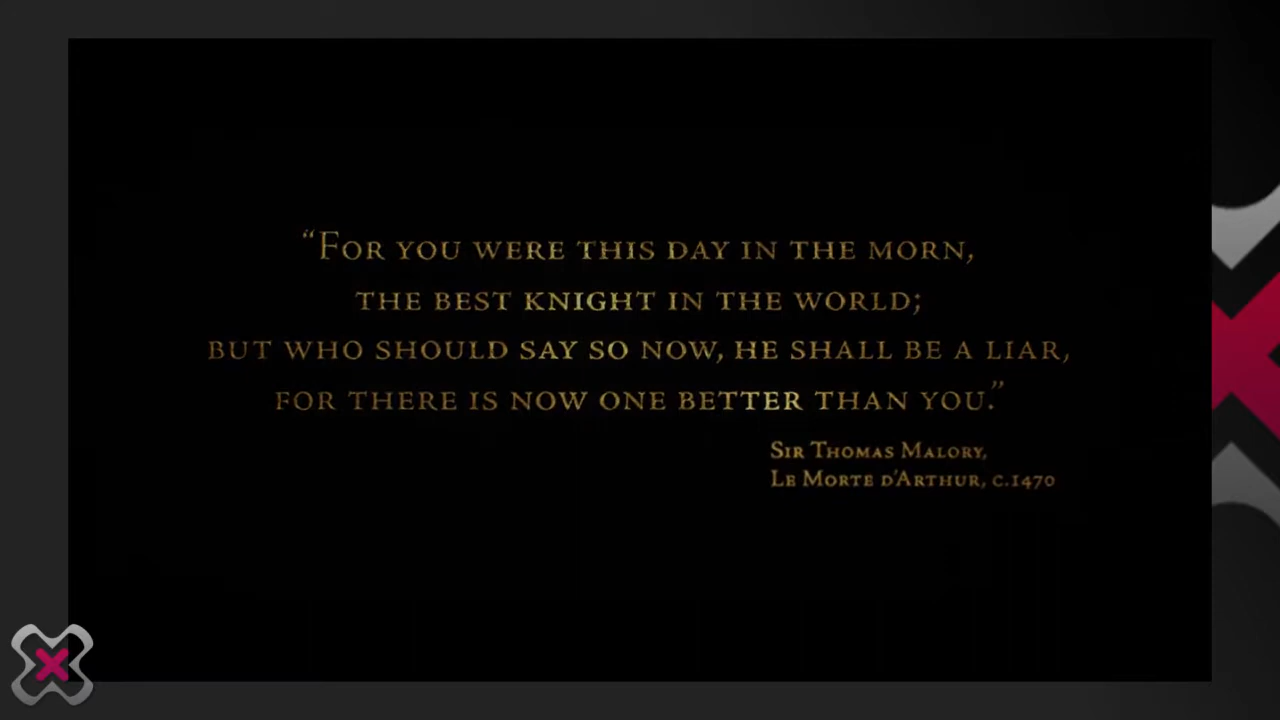 “For you were this day in the morn,
the best knight in the world;
but who should say so now, he shall be a liar,
for there is now one better than you.”
Sir Thomas Malory,
Le Morte d'Arthur, c.1470